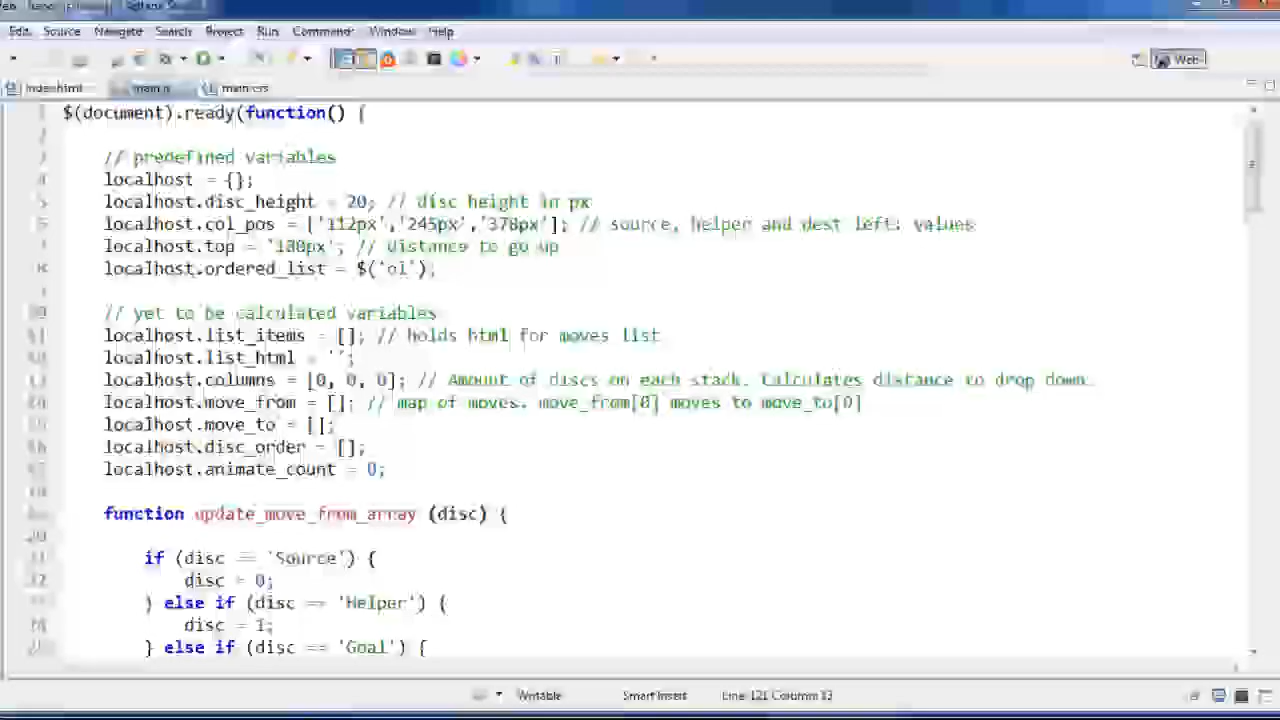 Edit Source Navigate Search Project Run Commands Window Help
Web
index.html main.js main.css
$(document).ready(function() {
// predefined variables
localhost = {};
localhost.disc_height = 20; // disc height in px
localhost.col_pos = ['112px','245px','378px']; // source, helper and dest left: values
localhost.top = // distance to go up
localhost.ordered_list = $('ol');
// yet to be calculated variables
localhost.list_items = []; // holds html for moves list
localhost.list_html = '';
localhost.columns = [0, 0, 0]; // Amount of discs on each stack. Calculates distance to drop down.
localhost.move_from = []; // map of moves. move_from[0] moves to move_to[0]
localhost.move_to = [];
localhost.disc_order = [];
localhost.animate_count = 0;
function update_move_from_array (disc) {
if (disc == 'Source') {
disc = 0;
} else if (disc == 'Helper') {
disc = 1;
} else if (disc == 'Goal') {
Writable Smart Insert Line: 121 Column: 13